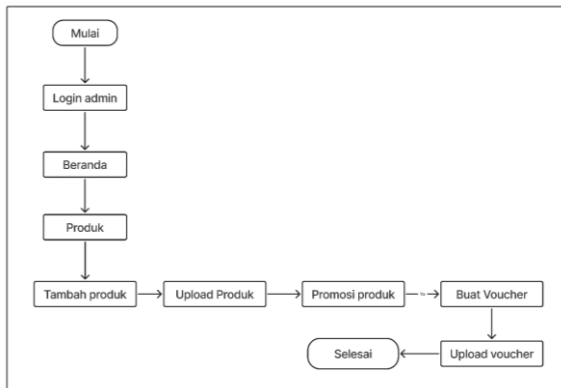 Mulai
Login admin
Beranda
Produk
Tambah produk
Upload Produk
Promosi produk
Buat Voucher
Selesai
Upload voucher